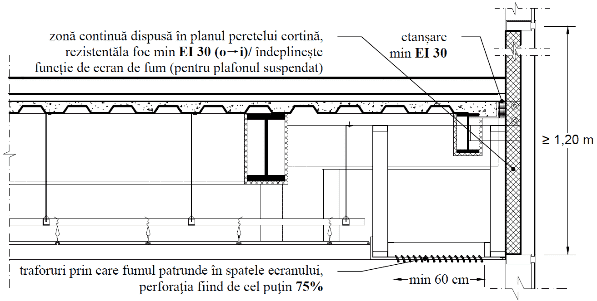 zonă continuă dispusă în planul peretelui cortină,
rezistentăla foc min EI 30 (o→i)/ îndeplinește
funcție de ecran de fum (pentru plafonul suspendat)
etanșare
min EI 30
≥ 1,20 m
traforuri prin care fumul patrunde în spatele ecranului,
perforația fiind de cel puțin 75%
min 60 cm